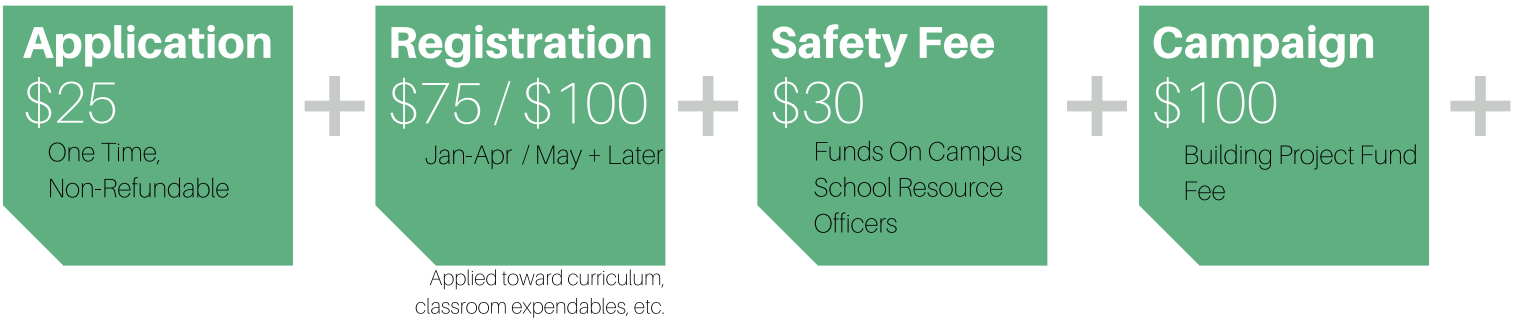 Application
$25
One Time,
Non-Refundable
+
Registration
$75 / $100
Jan-Apr / May + Later
Applied toward curriculum,
classroom expendables, etc.
+
Safety Fee
$30
Funds On Campus
School Resource
Officers
+
Campaign
$100
Building Project Fund
Fee
+